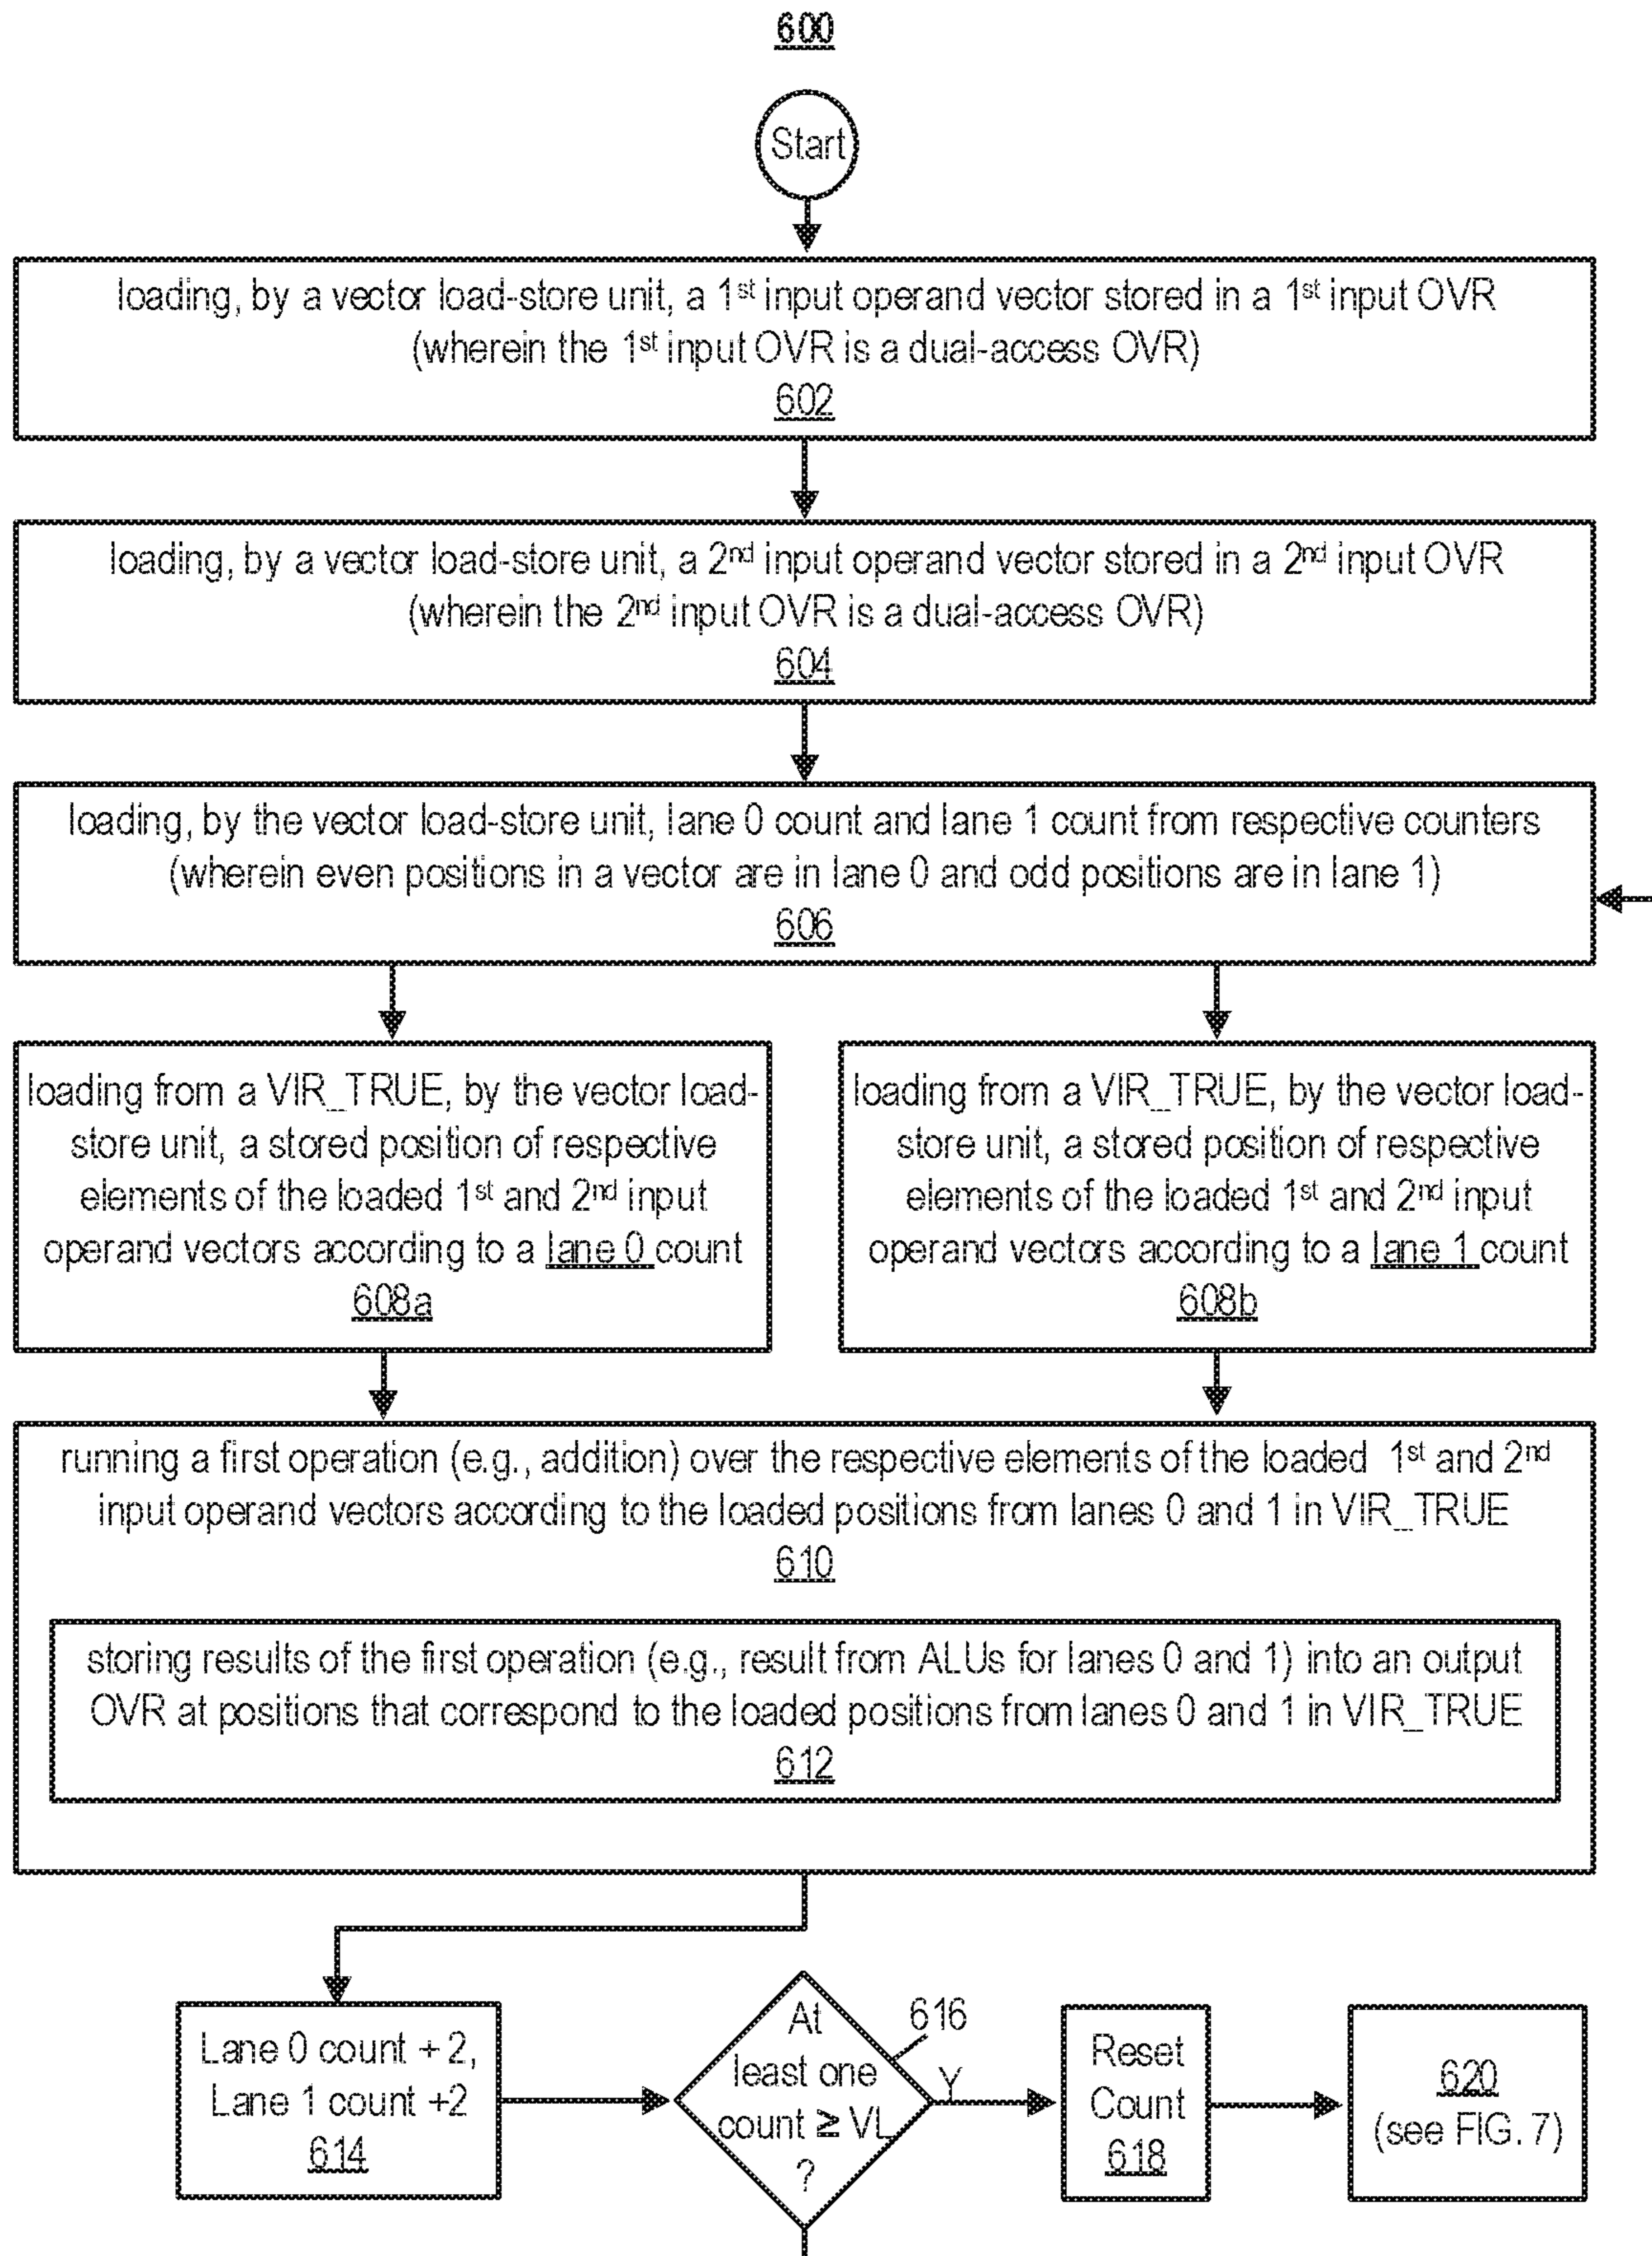 600
Start
loading, by a vector load-store unit, a 1st input operand vector stored in a 1st input OVR
(wherein the 1st input OVR is a dual-access OVR)
602
loading, by a vector load-store unit, a 2nd input operand vector stored in a 2nd input OVR
(wherein the 2nd input OVR is a dual-access OVR)
604
loading, by the vector load-store unit, lane 0 count and lane 1 count from respective counters
(wherein even positions in a vector are in lane 0 and odd positions are in lane 1)
606
loading from a VIR_TRUE, by the vector load-
store unit, a stored position of respective
elements of the loaded 1st and 2nd input
operand vectors according to a lane 0 count
608a
loading from a VIR_TRUE, by the vector load-
store unit, a stored position of respective
elements of the loaded 1st and 2nd input
operand vectors according to a lane 1 count
608b
running a first operation (e.g., addition) over the respective elements of the loaded 1st and 2nd
input operand vectors according to the loaded positions from lanes 0 and 1 in VIR_TRUE
610
storing results of the first operation (e.g., result from ALUs for lanes 0 and 1) into an output
OVR at positions that correspond to the loaded positions from lanes 0 and 1 in VIR_TRUE
612
Lane 0 count + 2,
Lane 1 count +2
614
At
least one
count ≥ VL
?
616
Y
Reset
Count
618
620
(see FIG. 7)